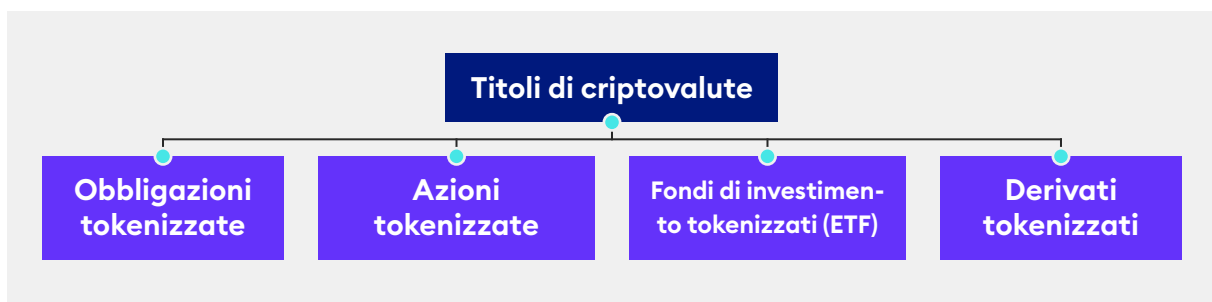 Titoli di criptovalute
Obbligazioni
tokenizzate
Azioni
tokenizzate
Fondi di investimen-
to tokenizzati (ETF)
Derivati
tokenizzati